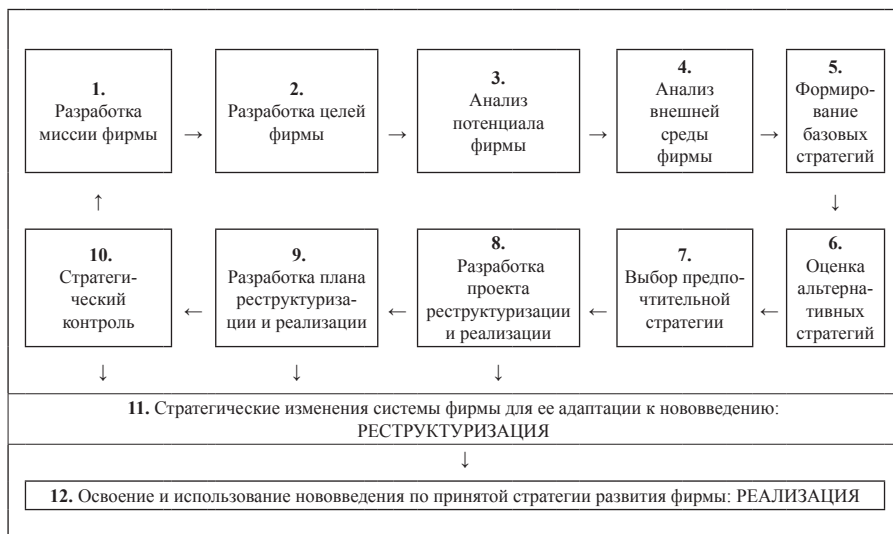 1.
Разработка
миссии фирмы
→
2.
Разработка целей
фирмы
→
3.
Анализ
потенциала
фирмы
→
4.
Анализ
внешней
среды
фирмы
→
5.
Формиро-
вание
базовых
стратегий
↑
↓
10.
Стратеги-
ческий
контроль
←
9.
Разработка плана
реструктуриза-
ции и реализации
←
8.
Разработка
проекта
реструктуризации
и реализации
←
7.
Выбор предпо-
чтительной
стратегии
←
6.
Оценка
альтерна-
тивных
стратегий
↓
↓
↓
11. Стратегические изменения системы фирмы для ее адаптации к нововведению:
РЕСТРУКТУРИЗАЦИЯ
↓
12. Освоение и использование нововведения по принятой стратегии развития фирмы: РЕАЛИЗАЦИЯ